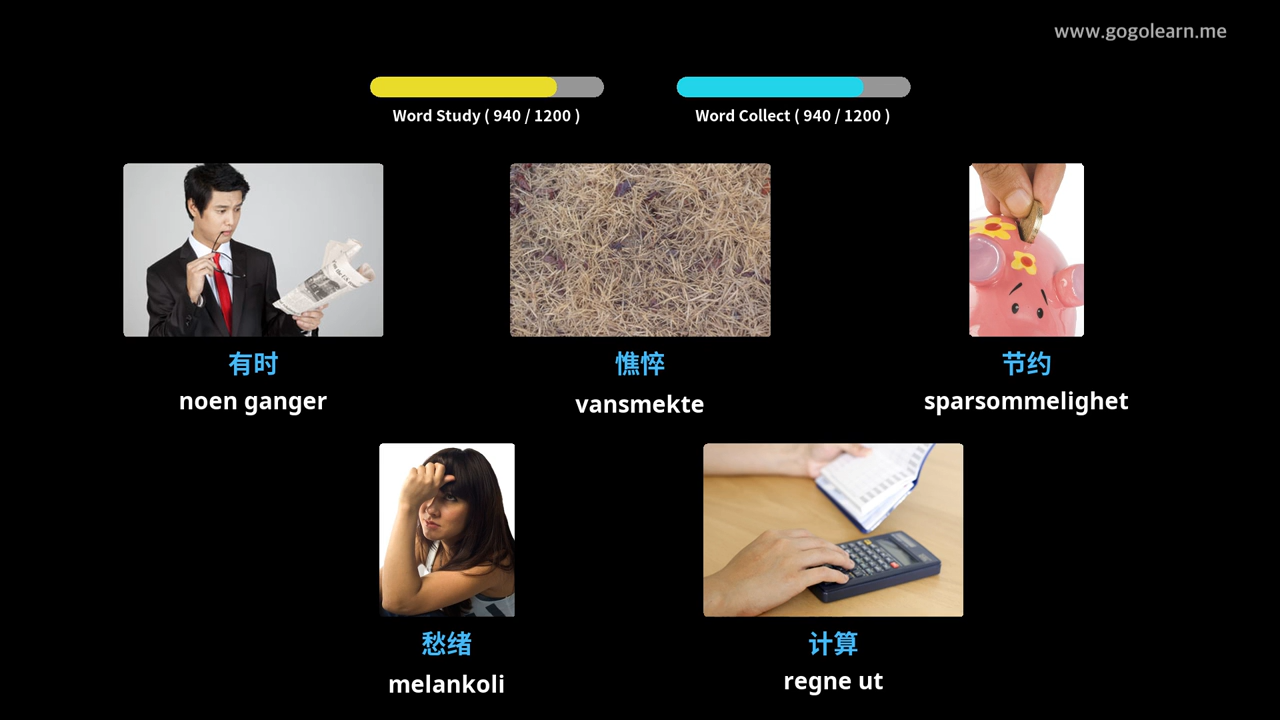 www.gogolearn.me
Word Study ( 940 / 1200 )
Word Collect ( 940 / 1200 )
有时
noen ganger
憔悴
vansmekte
节约
sparsommelighet
愁绪
melankoli
计算
regne ut